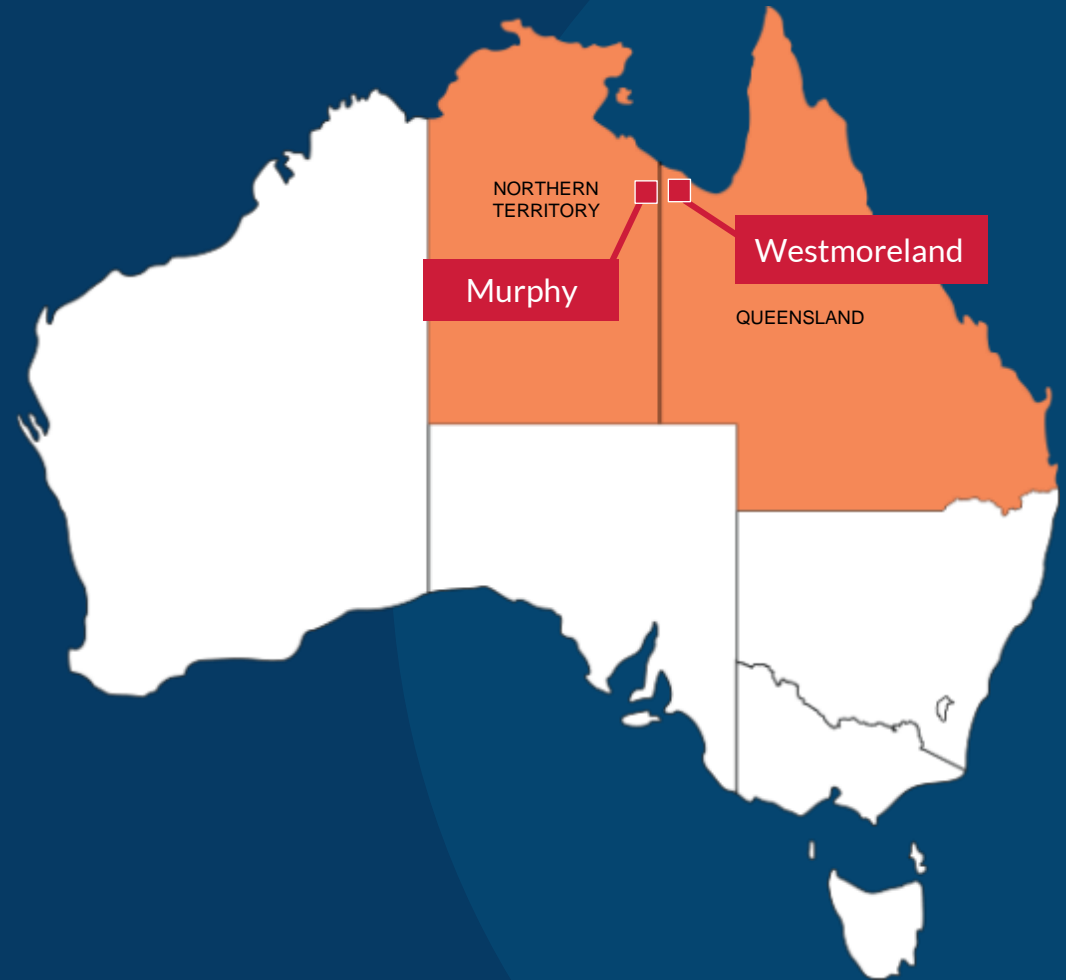 NORTHERN
TERRITORY
Westmoreland
Murphy
QUEENSLAND